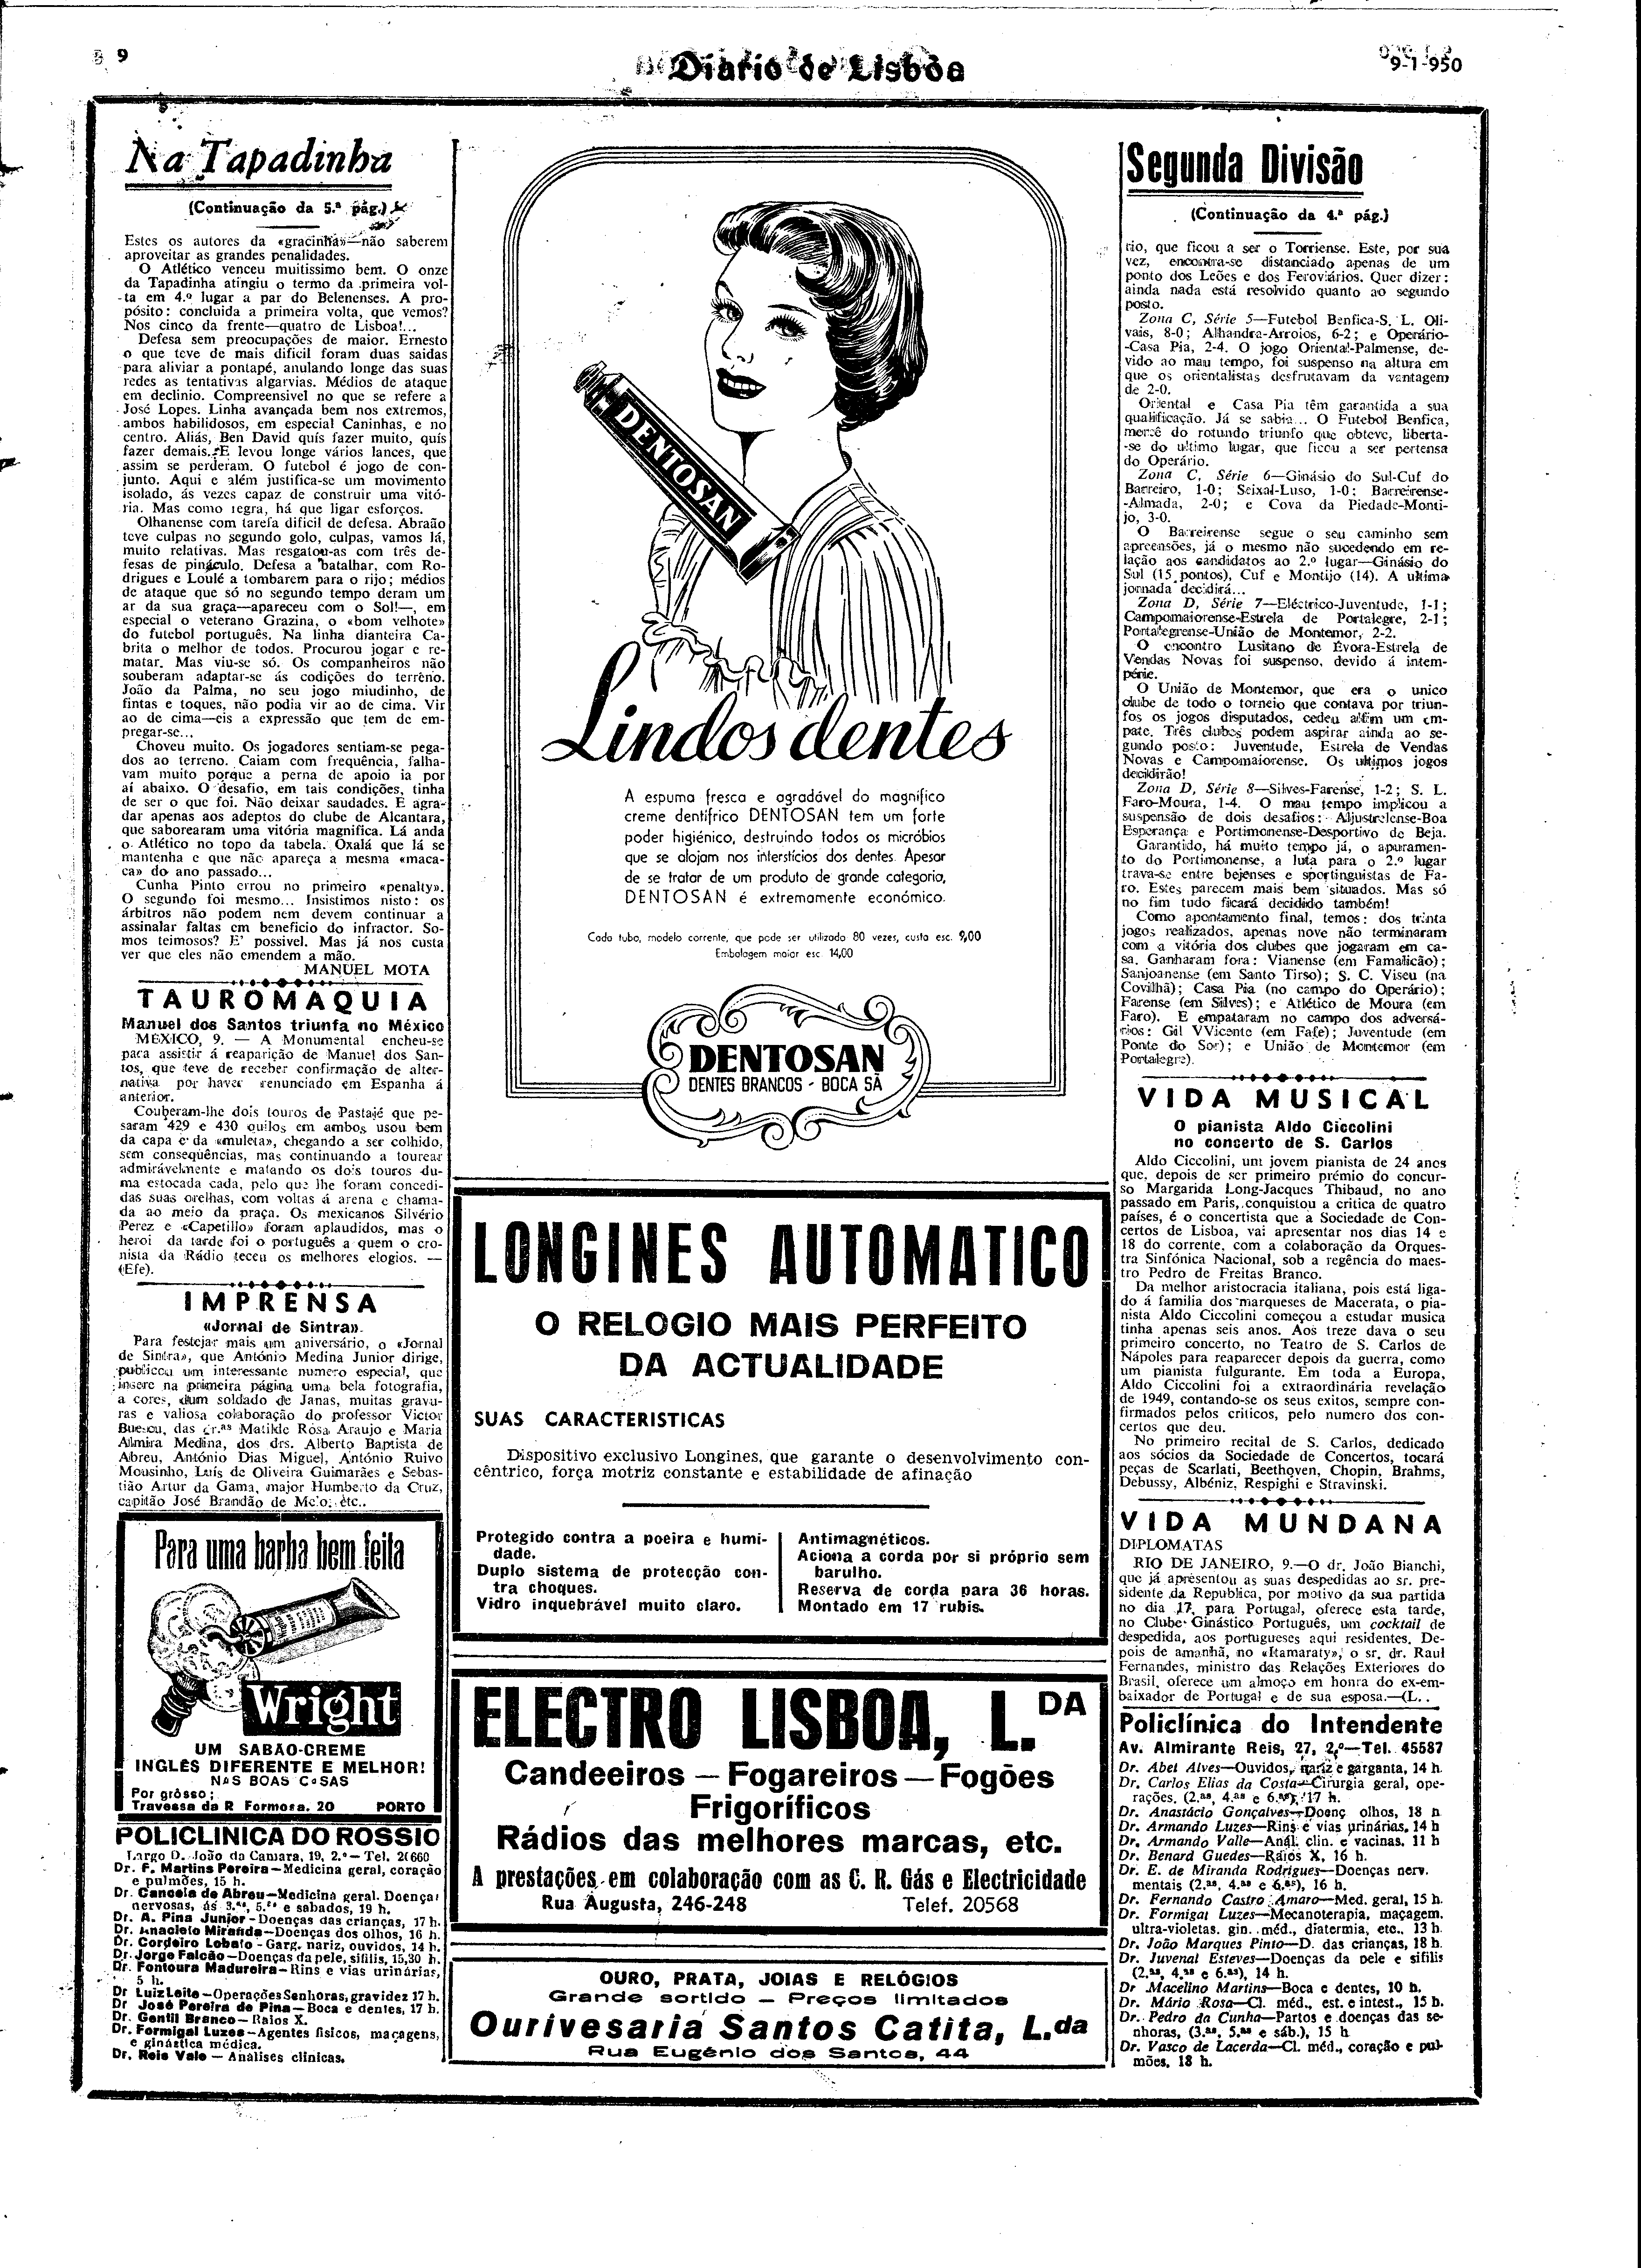 9
Diario de Lisbôa
9-1-950
Na Tapadinha
(Continuação da 5.ª pág.)
Estes os autores da «gracinha»—não saberem
aproveitar as grandes penalidades.
O Atlético venceu muitissimo bem. O onze
da Tapadinha atingiu o termo da primeira vol-
ta em 4.º lugar a par do Belenenses. A pro-
pósito: concluida a primeira volta, que vemos?
Nos cinco da frente—quatro de Lisboa!...
Defesa sem preocupações de maior. Ernesto
o que teve de mais dificil foram duas saidas
para aliviar a pontapé, anulando longe das suas
redes as tentativas algarvias. Médios de ataque
em declinio. Compreensivel no que se refere a
José Lopes. Linha avançada bem nos extremos,
ambos habilidosos, em especial Caninhas, e no
centro. Aliás, Ben David quís fazer muito, quís
fazer demais. E levou longe vários lances, que
assim se perderam. O futebol é jogo de con-
junto. Aqui e além justifica-se um movimento
isolado, ás vezes capaz de construir uma vitó-
ria. Mas como regra, há que ligar esforços.
Olhanense com tarefa dificil de defesa. Abraão
teve culpas no segundo golo, culpas, vamos lá,
muito relativas. Mas resgatou-as com três de-
fesas de pináculo. Defesa a batalhar, com Ro-
drigues e Loulé a tombarem para o rijo; médios
de ataque que só no segundo tempo deram um
ar da sua graça—apareceu com o Sol!—, em
especial o veterano Grazina, o «bom velhote»
do futebol português. Na linha dianteira Ca-
brita o melhor de todos. Procurou jogar e re-
matar. Mas viu-se só. Os companheiros não
souberam adaptar-se ás codições do terreno.
João da Palma, no seu jogo miudinho, de
fintas e toques, não podia vir ao de cima. Vir
ao de cima—eis a expressão que tem de em-
pregar-se...
Choveu muito. Os jogadores sentiam-se pega-
dos ao terreno. Caiam com frequência, falha-
vam muito porque a perna de apoio ia por
aí abaixo. O desafio, em tais condições, tinha
de ser o que foi. Não deixar saudades. E agra-
dar apenas aos adeptos do clube de Alcantara,
que saborearam uma vitória magnifica. Lá anda
o Atlético no topo da tabela. Oxalá que lá se
mantenha e que não apareça a mesma «maca-
ca» do ano passado...
Cunha Pinto errou no primeiro «penalty».
O segundo foi mesmo... Insistimos nisto: os
árbitros não podem nem devem continuar a
assinalar faltas em beneficio do infractor. So-
mos teimosos? E' possivel. Mas já nos custa
ver que eles não emendem a mão.
MANUEL MOTA
TAUROMAQUIA
Manuel dos Santos triunfa no México
MÉXICO, 9. — A Monumental encheu-se
para assistir á reaparição de Manuel dos San-
tos, que teve de receber confirmação de alter-
nativa por haver renunciado em Espanha á
anterior.
Couberam-lhe dois touros de Pastajé que pe-
saram 429 e 430 quilos em ambos usou bem
da capa e da «muleta», chegando a ser colhido,
sem consequências, mas continuando a tourear
admirávelmente e matando os dois touros du-
ma estocada cada, pelo que lhe foram concedi-
das suas orelhas, com voltas á arena e chama-
da ao meio da praça. Os mexicanos Silvério
Perez e «Capetillo» foram aplaudidos, mas o
heroi da tarde foi o português a quem o cro-
nista da Rádio teceu os melhores elogios. —
(Efe).
IMPRENSA
«Jornal de Sintra»
Para festejar mais um aniversário, o «Jornal
de Sintra», que António Medina Junior dirige,
publicou um interessante numero especial, que
insere na primeira página uma bela fotografia,
a cores, dum soldado de Janas, muitas gravu-
ras e valiosa colaboração do professor Victor
Buescu, das sr.as Matilde Rosa Araujo e Maria
Almira Medina, dos drs. Alberto Baptista de
Abreu, António Dias Miguel, António Ruivo
Mousinho, Luís de Oliveira Guimarães e Sebas-
tião Artur da Gama, major Humberto da Cruz,
capitão José Brandão de Melo, etc..
Para uma barba bem feita
Wright
UM SABÃO-CREME
INGLÊS DIFERENTE E MELHOR!
NAS BOAS CASAS
Por grôsso:
Travessa da R. Formosa, 20 PORTO
POLICLINICA DO ROSSIO
Largo D. João da Camara, 19, 2.º — Tel. 20660
Dr. F. Martins Pereira—Medicina geral, coração
e pulmões, 15 h.
Dr. Cancela de Abreu—Medicina geral. Doenças
nervosas, ás 3.as, 5.as e sabados, 19 h.
Dr. A. Pina Junior-Doenças das crianças, 17 h.
Dr. Anacleto Miranda—Doenças dos olhos, 16 h.
Dr. Cordeiro Lobato-Garg. nariz, ouvidos, 14 h.
Dr. Jorge Falcão—Doenças da pele, sifilis, 15,30 h.
Dr. Fontoura Madureira—Rins e vias urinárias,
5 h.
Dr Luiz Leite—Operações Senhoras, gravidez 17 h.
Dr José Pereira de Pina—Boca e dentes, 17 h.
Dr. Gentil Branco—Raios X.
Dr. Formigal Luzes-Agentes fisicos, maçagens,
e ginástica médica.
Dr. Reis Vale — Análises clinicas.
DENTOSAN
Lindos dentes
A espuma fresca e agradável do magnifico
creme dentífrico DENTOSAN tem um forte
poder higiénico, destruindo todos os micróbios
que se alojam nos interstícios dos dentes. Apesar
de se tratar de um produto de grande categoria,
DENTOSAN é extremamente económico.
Cada tubo, modelo corrente, que pode ser utilizado 80 vezes, custa esc. 9,00
Embalagem maior esc. 14,00
DENTOSAN
DENTES BRANCOS - BOCA SÃ
LONGINES AUTOMATICO
O RELOGIO MAIS PERFEITO
DA ACTUALIDADE
SUAS CARACTERISTICAS
Dispositivo exclusivo Longines, que garante o desenvolvimento con-
cêntrico, força motriz constante e estabilidade de afinação
Protegido contra a poeira e humi-
dade.
Duplo sistema de protecção con-
tra choques.
Vidro inquebrável muito claro.
Antimagnéticos.
Aciona a corda por si próprio sem
barulho.
Reserva de corda para 36 horas.
Montado em 17 rubis.
ELECTRO LISBOA, L.DA
Candeeiros — Fogareiros — Fogões
Frigoríficos
Rádios das melhores marcas, etc.
A prestações em colaboração com as C. R. Gás e Electricidade
Rua Augusta, 246-248 Telef. 20568
OURO, PRATA, JOIAS E RELÓGIOS
Grande sortido — Preços limitados
Ourivesaria Santos Catita, L.da
Rua Eugénio dos Santos, 44
Segunda Divisão
(Continuação da 4.ª pág.)
rio, que ficou a ser o Torriense. Este, por sua
vez, encontra-se distanciado apenas de um
ponto dos Leões e dos Feroviários. Quer dizer:
ainda nada está resolvido quanto ao segundo
posto.
Zona C, Série 5—Futebol Benfica-S. L. Oli-
vais, 8-0; Alhandra-Arroios, 6-2; e Operário-
-Casa Pia, 2-4. O jogo Oriental-Palmense, de-
vido ao mau tempo, foi suspenso na altura em
que os orientalistas desfrutavam da vantagem
de 2-0.
Oriental e Casa Pia têm garantida a sua
qualificação. Já se sabia... O Futebol Benfica,
mercê do rotundo triunfo que obteve, liberta-
-se do ultimo lugar, que ficou a ser pertensa
do Operário.
Zona C, Série 6—Ginásio do Sul-Cuf do
Barreiro, 1-0; Seixal-Luso, 1-0; Barreirense-
-Almada, 2-0; e Cova da Piedade-Monti-
jo, 3-0.
O Barreirense segue o seu caminho sem
apreensões, já o mesmo não sucedendo em re-
lação aos candidatos ao 2.º lugar—Ginásio do
Sul (15 pontos), Cuf e Montijo (14). A ultima
jornada decidirá...
Zona D, Série 7—Eléctrico-Juventude, 1-1;
Campomaiorense-Estrela de Portalegre, 2-1;
Portalegrense-União de Montemor, 2-2.
O encontro Lusitano de Évora-Estrela de
Vendas Novas foi suspenso, devido á intem-
périe.
O União de Montemor, que era o unico
clube de todo o torneio que contava por triun-
fos os jogos disputados, cedeu além um em-
pate. Três clubes podem aspirar ainda ao se-
gundo posto: Juventude, Estrela de Vendas
Novas e Campomaiorense. Os ultimos jogos
decidirão!
Zona D, Série 8—Silves-Farense, 1-2; S. L.
Faro-Moura, 1-4. O mau tempo implicou a
suspensão de dois desafios: Aljustrelense-Boa
Esperança e Portimonense-Desportivo de Beja.
Garantido, há muito tempo já, o apuramen-
to do Portimonense, a luta para o 2.º lugar
trava-se entre bejenses e sportinguistas de Fa-
ro. Estes parecem mais bem situados. Mas só
no fim tudo ficará decidido também!
Como apontamento final, temos: dos trinta
jogos realizados, apenas nove não terminaram
com a vitória dos clubes que jogaram em ca-
sa. Ganharam fora: Vianense (em Famalicão);
Sanjoanense (em Santo Tirso); S. C. Viseu (na
Covilhã); Casa Pia (no campo do Operário);
Farense (em Silves); e Atlético de Moura (em
Faro). E empataram no campo dos adversá-
rios: Gil VVicente (em Fafe); Juventude (em
Ponte do Sor); e União de Montemor (em
Portalegre).
VIDA MUSICAL
O pianista Aldo Ciccolini
no concerto de S. Carlos
Aldo Ciccolini, um jovem pianista de 24 anos
que, depois de ser primeiro prémio do concur-
so Margarida Long-Jacques Thibaud, no ano
passado em Paris, conquistou a critica de quatro
países, é o concertista que a Sociedade de Con-
certos de Lisboa, vai apresentar nos dias 14 e
18 do corrente, com a colaboração da Orques-
tra Sinfónica Nacional, sob a regência do maes-
tro Pedro de Freitas Branco.
Da melhor aristocracia italiana, pois está liga-
do á familia dos marqueses de Macerata, o pia-
nista Aldo Ciccolini começou a estudar musica
tinha apenas seis anos. Aos treze dava o seu
primeiro concerto, no Teatro de S. Carlos de
Nápoles para reaparecer depois da guerra, como
um pianista fulgurante. Em toda a Europa,
Aldo Ciccolini foi a extraordinária revelação
de 1949, contando-se os seus exitos, sempre con-
firmados pelos criticos, pelo numero dos con-
certos que deu.
No primeiro recital de S. Carlos, dedicado
aos sócios da Sociedade de Concertos, tocará
peças de Scarlati, Beethoven, Chopin, Brahms,
Debussy, Albéniz, Respighi e Stravinski.
VIDA MUNDANA
DIPLOMATAS
RIO DE JANEIRO, 9.—O dr. João Bianchi,
que já apresentou as suas despedidas ao sr. pre-
sidente da Republica, por motivo da sua partida
no dia 17, para Portugal, oferece esta tarde,
no Clube Ginástico Português, um cocktail de
despedida, aos portugueses aqui residentes. De-
pois de amanhã, no «Itamaraty», o sr. dr. Raul
Fernandes, ministro das Relações Exteriores do
Brasil, oferece um almoço em honra do ex-em-
baixador de Portugal e de sua esposa.—(L..
Policlínica do Intendente
Av. Almirante Reis, 27, 2.º—Tel. 45587
Dr. Abel Alves—Ouvidos, nariz e garganta, 14 h.
Dr. Carlos Elias da Costa—Cirurgia geral, ope-
rações, (2.as, 4.as e 6.as), 17 h.
Dr. Anastácio Gonçalves—Doenç olhos, 18 h
Dr. Armando Luzes—Rins e vias urinárias, 14 h
Dr. Armando Valle—Anál. clin. e vacinas, 11 h
Dr. Benard Guedes—Raios X, 16 h.
Dr. E. de Miranda Rodrigues—Doenças nerv.
mentais (2.as, 4.as e 6.as), 16 h.
Dr. Fernando Castro Amaro—Med. geral, 15 h.
Dr. Formigal Luzes—Mecanoterapia, maçagem,
ultra-violetas, gin. méd., diatermia, etc., 13 h.
Dr. João Marques Pinto—D. das crianças, 18 h.
Dr. Juvenal Esteves—Doenças da pele e sifilis
(2.as, 4.as e 6.as), 14 h.
Dr Macelino Martins—Boca e dentes, 10 h.
Dr. Mário Rosa—Cl. méd., est. e intest., 15 h.
Dr. Pedro da Cunha—Partos e doenças das se-
nhoras, (3.as, 5.as e sáb.), 15 h
Dr. Vasco de Lacerda—Cl. méd., coração e pul-
mões, 18 h.